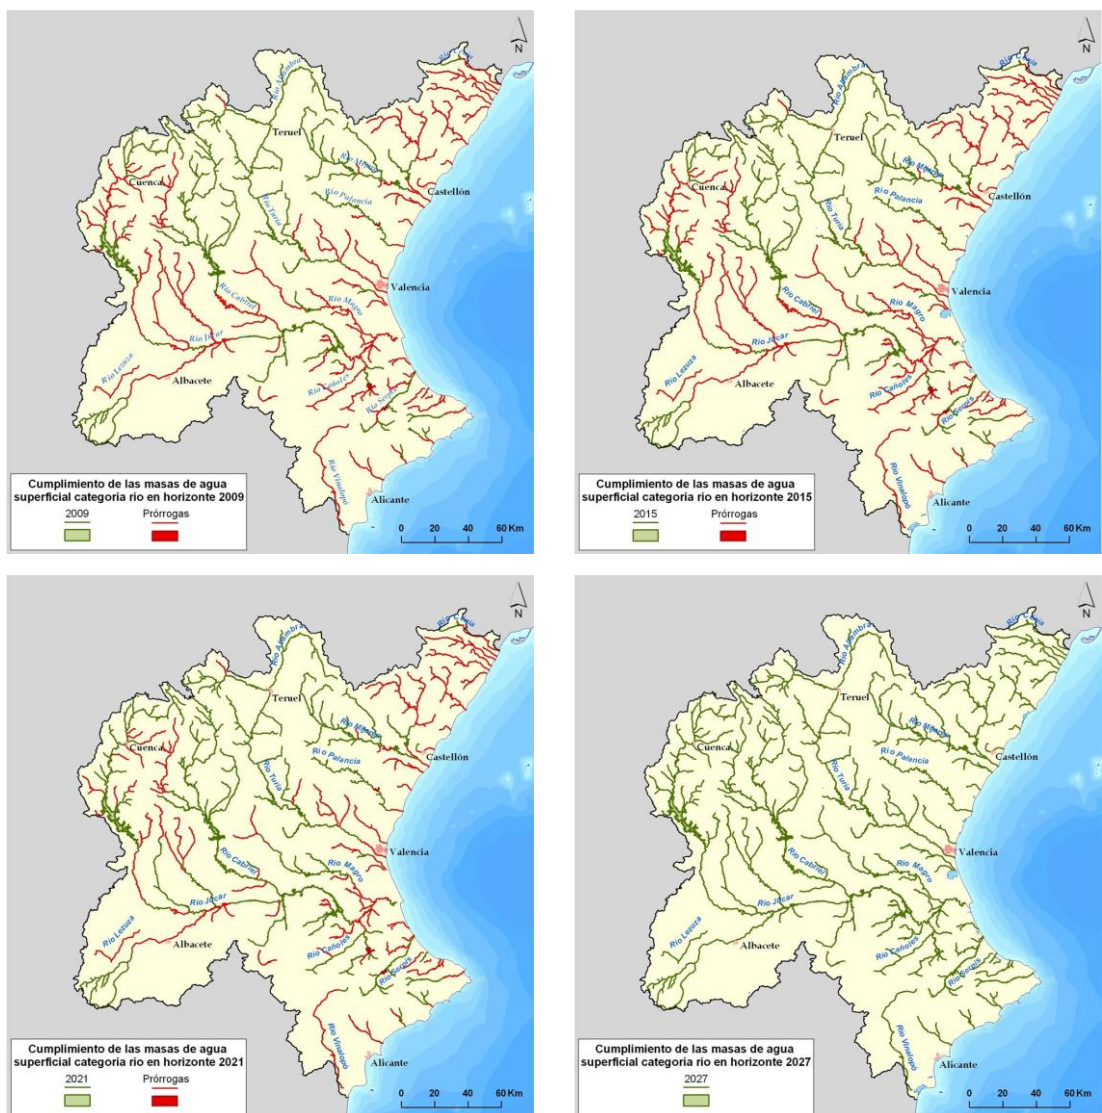 N
Río Cenia
Río Alfambra
Teruel
Río Mijares
Cuenca
Castellón
Río Palancia
Río Turia
Valencia
Río Cabriel
Río Magro
Río Júcar
Río Lezuza
Albacete
Río Cañoles
Río Serpis
Río Vinalopó
Alicante
Cumplimiento de las masas de agua
superficial categoria río en horizonte 2009
2009 Prórrogas
0 20 40 60 Km
N
Río Cenia
Río Alfambra
Teruel
Río Mijares
Cuenca
Río Palancia
Castellón
Río Turia
Valencia
Río Cabriel
Río Magro
Río Júcar
Río Lezuza
Albacete
Río Cañoles
Río Serpis
Río Vinalopó
Alicante
Cumplimiento de las masas de agua
superficial categoria río en horizonte 2015
2015 Prórrogas
0 20 40 60 Km
N
Río Cenia
Río Alfambra
Teruel
Río Mijares
Cuenca
Río Palancia
Castellón
Río Turia
Valencia
Río Cabriel
Río Magro
Río Júcar
Río Lezuza
Albacete
Río Cañoles
Río Serpis
Río Vinalopó
Alicante
Cumplimiento de las masas de agua
superficial categoria río en horizonte 2021
2021 Prórrogas
0 20 40 60 Km
N
Río Cenia
Río Alfambra
Teruel
Río Mijares
Cuenca
Río Palancia
Castellón
Río Turia
Valencia
Río Cabriel
Río Magro
Río Júcar
Río Lezuza
Albacete
Río Cañoles
Río Serpis
Río Vinalopó
Alicante
Cumplimiento de las masas de agua
superficial categoria río en horizonte 2027
2027
0 20 40 60 Km